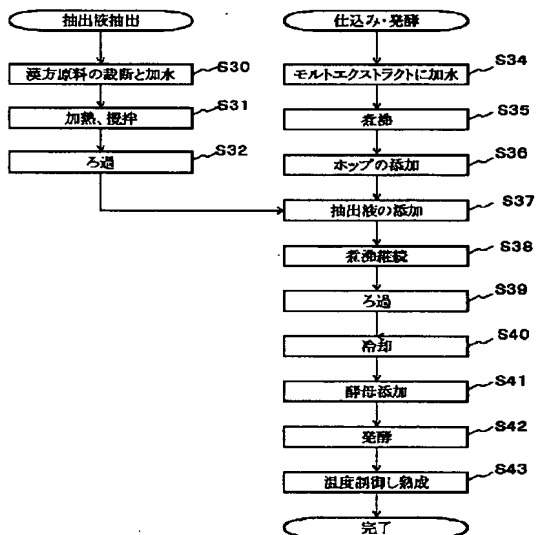 抽出液抽出
漢方原料の裁断と加水 S30
加熱、攪拌 S31
ろ過 S32
仕込み・発酵
モルトエクストラクトに加水 S34
煮沸 S35
ホップの添加 S36
抽出液の添加 S37
煮沸継続 S38
ろ過 S39
冷却 S40
酵母添加 S41
発酵 S42
温度制御し熟成 S43
完了